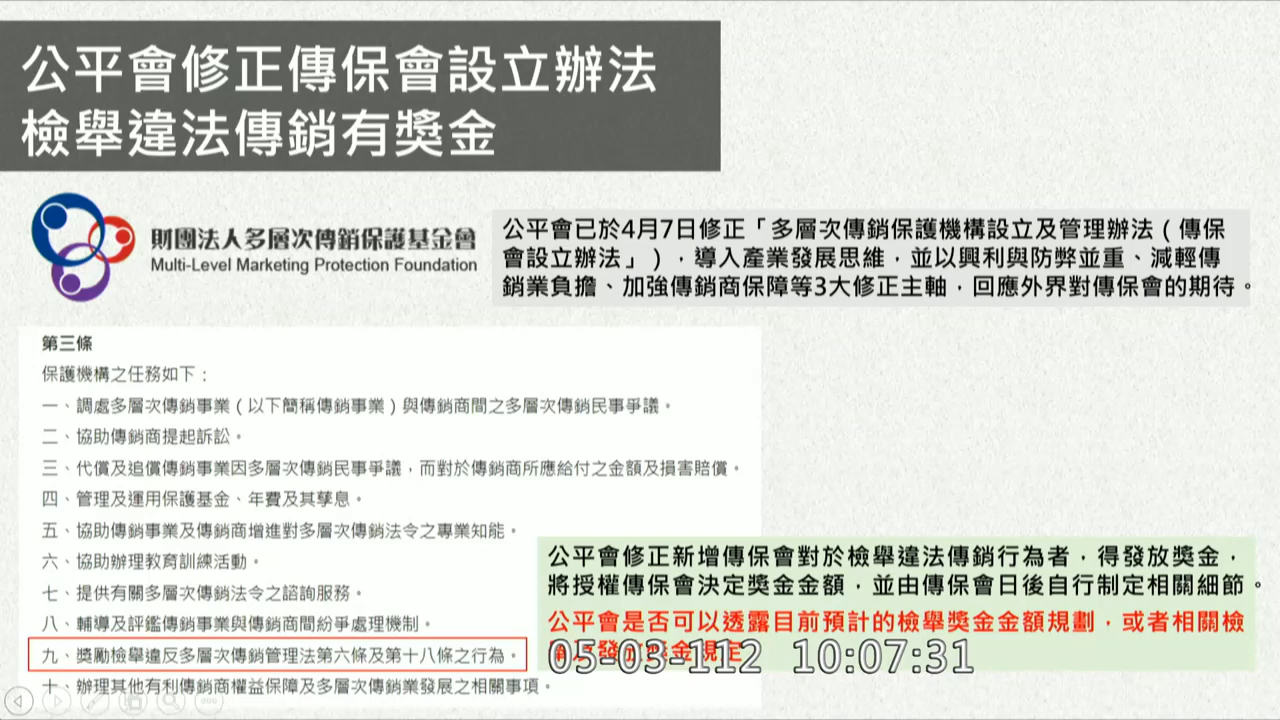 公平會修正傳保會設立辦法
檢舉違法傳銷有獎金
財團法人多層次傳銷保護基金會
Multi-Level Marketing Protection Foundation
公平會已於4月7日修正「多層次傳銷保護機構設立及管理辦法（傳保
會設立辦法」），導入產業發展思維，並以興利與防弊並重、減輕傳
銷業負擔、加強傳銷商保障等3大修正主軸，回應外界對傳保會的期待。
第三條
保護機構之任務如下：
一、調處多層次傳銷事業（以下簡稱傳銷事業）與傳銷商間之多層次傳銷民事爭議。
二、協助傳銷商提起訴訟。
三、代償及追償傳銷事業因多層次傳銷民事爭議，而對於傳銷商所應給付之金額及損害賠償。
四、管理及運用保護基金、年費及其孳息。
五、協助傳銷事業及傳銷商增進對多層次傳銷法令之專業知能。
六、協助辦理教育訓練活動。
七、提供有關多層次傳銷法令之諮詢服務。
八、輔導及評鑑傳銷事業與傳銷商間紛爭處理機制。
九、獎勵檢舉違反多層次傳銷管理法第六條及第十八條之行為。
十、辦理其他有利傳銷商權益保障及多層次傳銷業發展之相關事項。
公平會修正新增傳保會對於檢舉違法傳銷行為者，得發放獎金，
將授權傳保會決定獎金金額，並由傳保會日後自行制定相關細節。
公平會是否可以透露目前預計的檢舉獎金金額規劃，或者相關檢
05-03-112 10:07:31